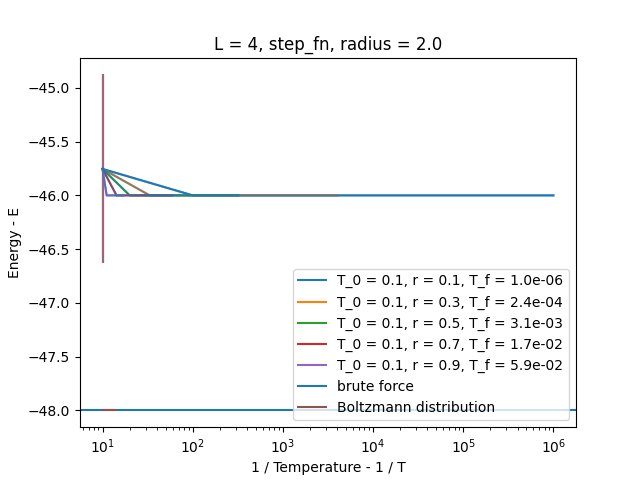 L = 4, step_fn, radius = 2.0
Energy - E
−45.0
−45.5
−46.0
−46.5
−47.0
−47.5
−48.0
T_0 = 0.1, r = 0.1, T_f = 1.0e-06
T_0 = 0.1, r = 0.3, T_f = 2.4e-04
T_0 = 0.1, r = 0.5, T_f = 3.1e-03
T_0 = 0.1, r = 0.7, T_f = 1.7e-02
T_0 = 0.1, r = 0.9, T_f = 5.9e-02
brute force
Boltzmann distribution
10¹ 10² 10³ 10⁴ 10⁵ 10⁶
1 / Temperature - 1 / T